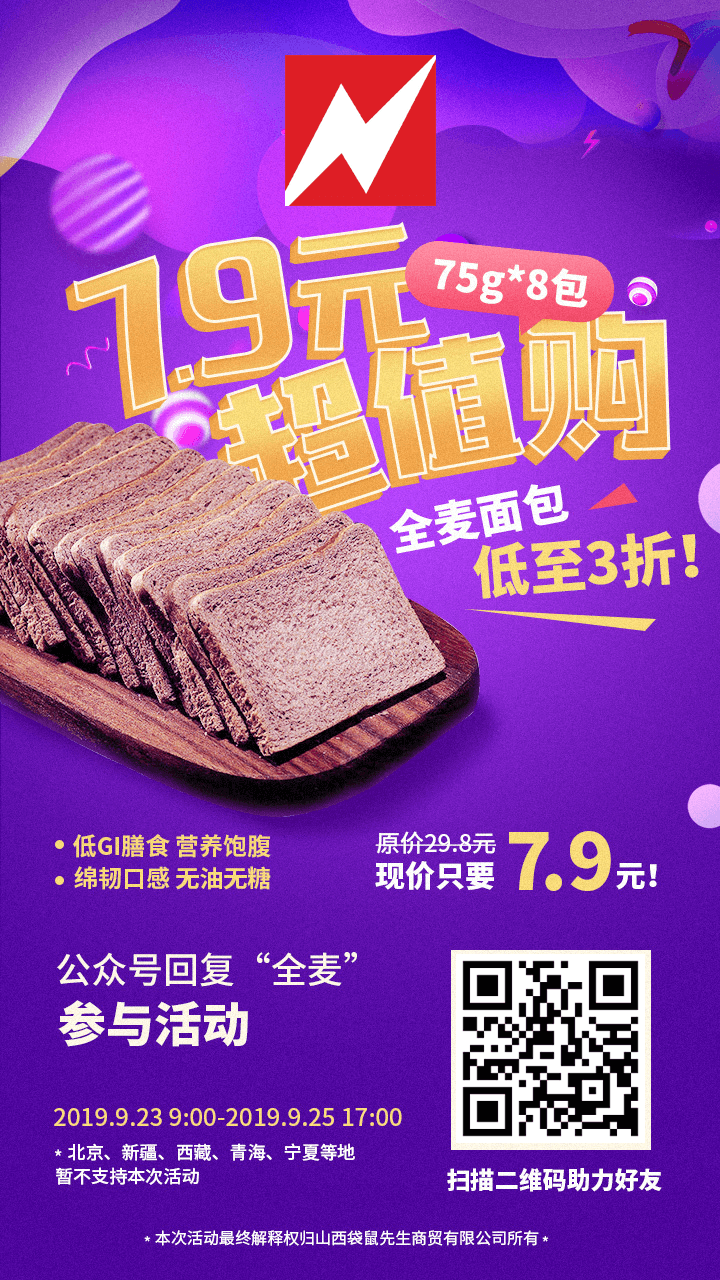 7.9元
75g*8包
超值购
全麦面包
低至3折！
• 低GI膳食 营养饱腹
• 绵韧口感 无油无糖
原价29.8元
现价只要 7.9元！
公众号回复“全麦”
参与活动
2019.9.23 9:00-2019.9.25 17:00
* 北京、新疆、西藏、青海、宁夏等地
暂不支持本次活动
扫描二维码助力好友
* 本次活动最终解释权归山西袋鼠先生商贸有限公司所有 *